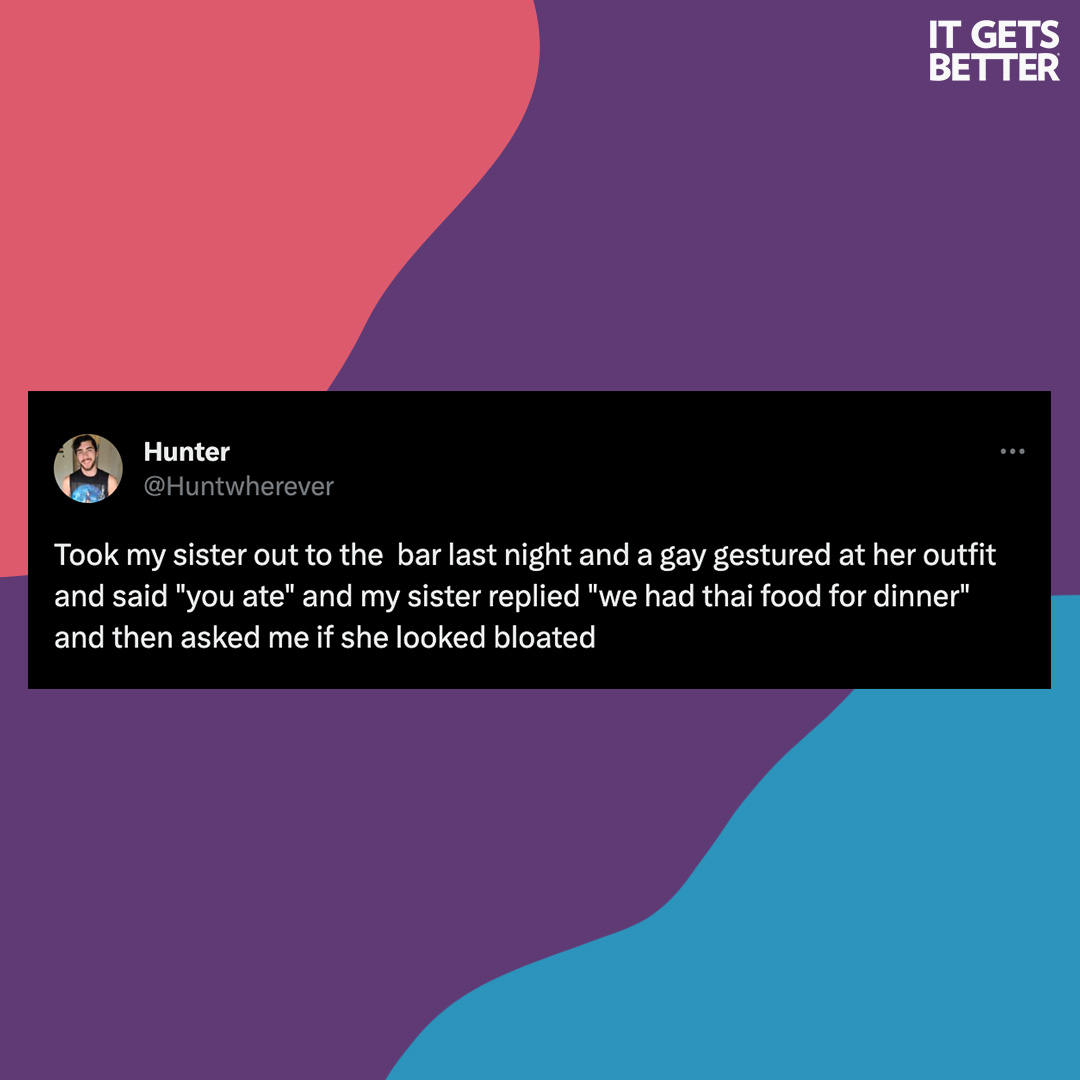 IT GETS
BETTER
Hunter
@Huntwherever
Took my sister out to the  bar last night and a gay gestured at her outfit
and said "you ate" and my sister replied "we had thai food for dinner"
and then asked me if she looked bloated